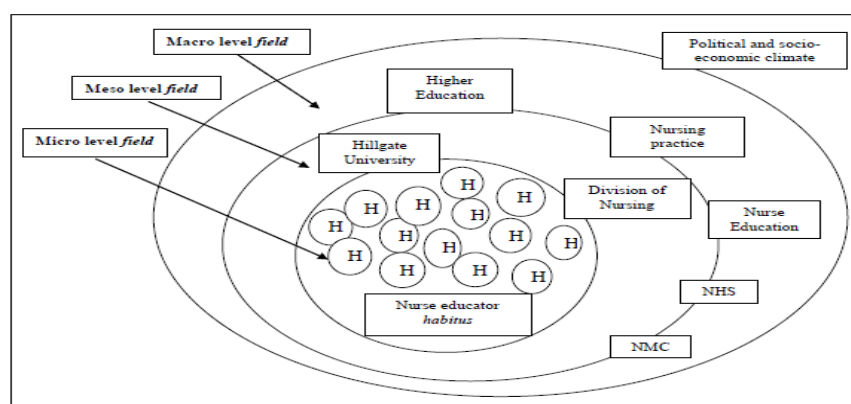 Macro level field
Political and socio-
economic climate
Meso level field
Higher
Education
Micro level field
Hillgate
University
Nursing
practice
Division of
Nursing
Nurse
Education
H
H
H
H
H
H
H
H
H
H
H
H
H
H
Nurse educator
habitus
NHS
NMC